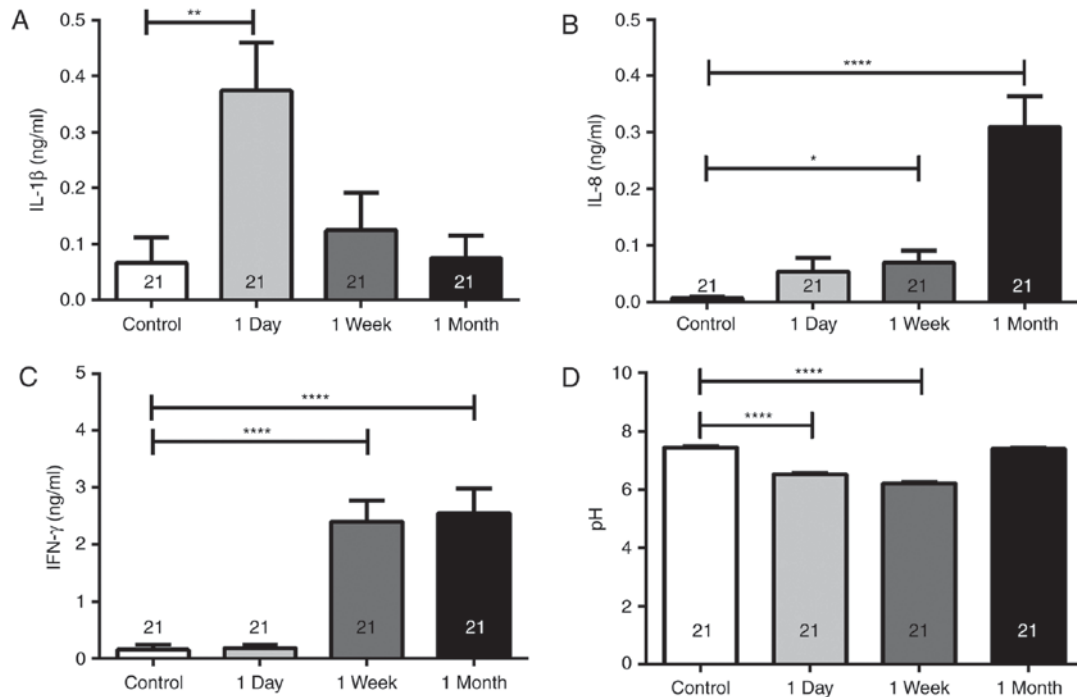 A
IL-1β (ng/ml)
0.5
0.4
0.3
0.2
0.1
0.0
**
21
21
21
21
Control
1 Day
1 Week
1 Month
B
IL-8 (ng/ml)
0.5
0.4
0.3
0.2
0.1
0.0
****
*
21
21
21
21
Control
1 Day
1 Week
1 Month
C
IFN-γ (ng/ml)
5
4
3
2
1
0
****
****
21
21
21
21
Control
1 Day
1 Week
1 Month
D
pH
10
8
6
4
2
0
****
****
21
21
21
21
Control
1 Day
1 Week
1 Month